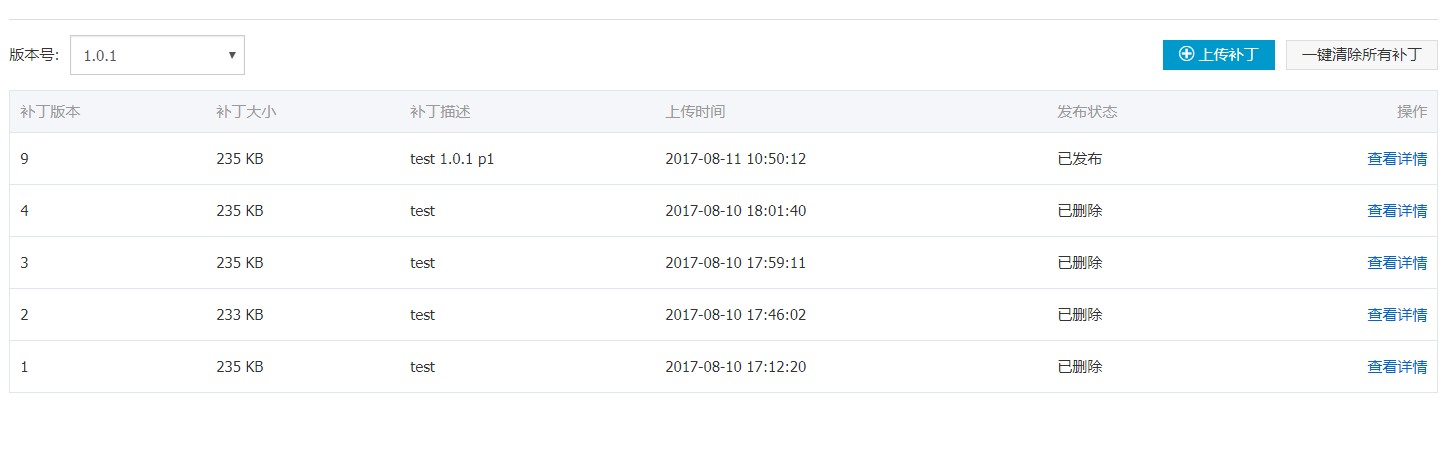 版本号: 1.0.1 上传补丁 一键清除所有补丁
补丁版本 补丁大小 补丁描述 上传时间 发布状态 操作
9 235 KB test 1.0.1 p1 2017-08-11 10:50:12 已发布 查看详情
4 235 KB test 2017-08-10 18:01:40 已删除 查看详情
3 235 KB test 2017-08-10 17:59:11 已删除 查看详情
2 233 KB test 2017-08-10 17:46:02 已删除 查看详情
1 235 KB test 2017-08-10 17:12:20 已删除 查看详情